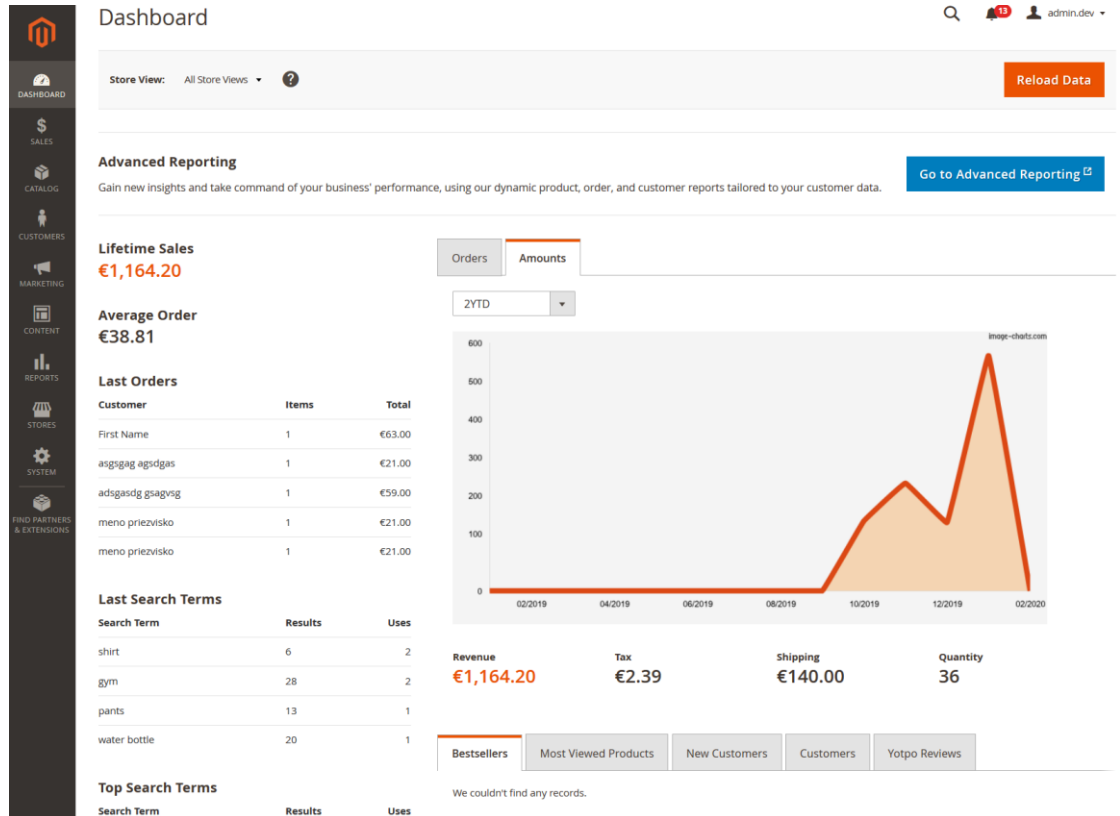 Dashboard
13
admin.dev
DASHBOARD
SALES
CATALOG
CUSTOMERS
MARKETING
CONTENT
REPORTS
STORES
SYSTEM
FIND PARTNERS
& EXTENSIONS
Store View: All Store Views ?
Reload Data
Advanced Reporting
Gain new insights and take command of your business' performance, using our dynamic product, order, and customer reports tailored to your customer data.
Go to Advanced Reporting
Lifetime Sales
€1,164.20
Average Order
€38.81
Last Orders
Customer Items Total
First Name 1 €63.00
asgsgag agsdgas 1 €21.00
adsgasdg gsagvsg 1 €59.00
meno priezvisko 1 €21.00
meno priezvisko 1 €21.00
Last Search Terms
Search Term Results Uses
shirt 6 2
gym 28 2
pants 13 1
water bottle 20 1
Top Search Terms
Search Term Results Uses
Orders Amounts
2YTD
image-charts.com
600
500
400
300
200
100
0
02/2019 04/2019 06/2019 08/2019 10/2019 12/2019 02/2020
Revenue Tax Shipping Quantity
€1,164.20 €2.39 €140.00 36
Bestsellers Most Viewed Products New Customers Customers Yotpo Reviews
We couldn't find any records.